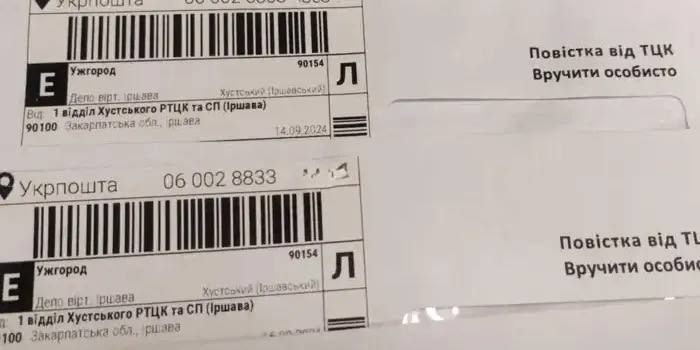 Укрпошта
90154
Ужгород
Е
Л
Депо вірт. Іршава
Хустський (Іршавський)
Від: 1 відділ Хустського РТЦК та СП (Іршава)
90100 Закарпатська обл., Іршава
14.09.2024
Повістка від ТЦК
Вручити особисто
Укрпошта 06 002 8833
90154
Ужгород
Е
Л
Депо вірт. Іршава
Хустський (Іршавський)
д: 1 відділ Хустського РТЦК та СП (Іршава)
100 Закарпатська обл., Іршава
Повістка від ТЦ
Вручити особис